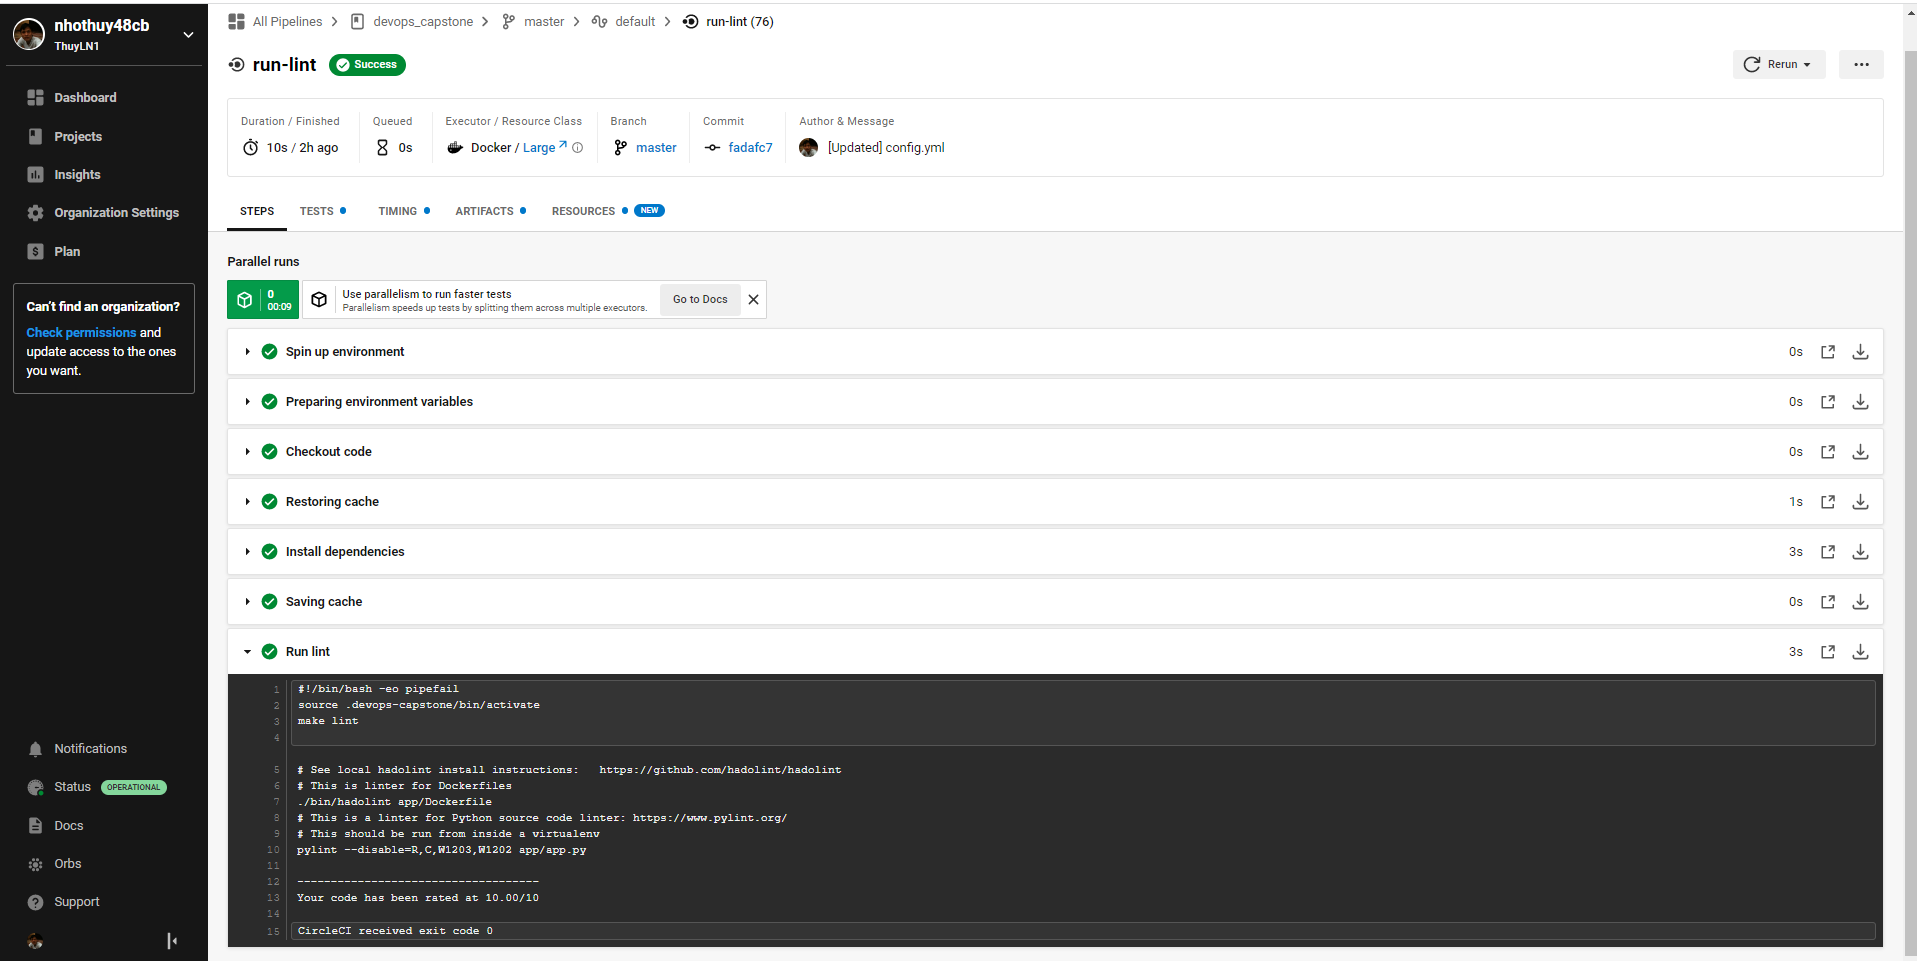 nhothuy48cb
ThuyLN1
Dashboard
Projects
Insights
Organization Settings
Plan
Can't find an organization?
Check permissions and
update access to the ones
you want.
Notifications
Status OPERATIONAL
Docs
Orbs
Support
All Pipelines devops_capstone master default run-lint (76)
run-lint Success
Rerun
Duration / Finished
10s / 2h ago
Queued
0s
Executor / Resource Class
Docker / Large
Branch
master
Commit
fadafc7
Author & Message
[Updated] config.yml
STEPS TESTS TIMING ARTIFACTS RESOURCES NEW
Parallel runs
0
00:09
Use parallelism to run faster tests
Parallelism speeds up tests by splitting them across multiple executors.
Go to Docs
Spin up environment 0s
Preparing environment variables 0s
Checkout code 0s
Restoring cache 1s
Install dependencies 3s
Saving cache 0s
Run lint 3s
1 #!/bin/bash -eo pipefail
2 source .devops-capstone/bin/activate
3 make lint
4
5 # See local hadolint install instructions:   https://github.com/hadolint/hadolint
6 # This is linter for Dockerfiles
7 ./bin/hadolint app/Dockerfile
8 # This is a linter for Python source code linter: https://www.pylint.org/
9 # This should be run from inside a virtualenv
10 pylint --disable=R,C,W1203,W1202 app/app.py
11
12 ------------------------------------
13 Your code has been rated at 10.00/10
14
15 CircleCI received exit code 0